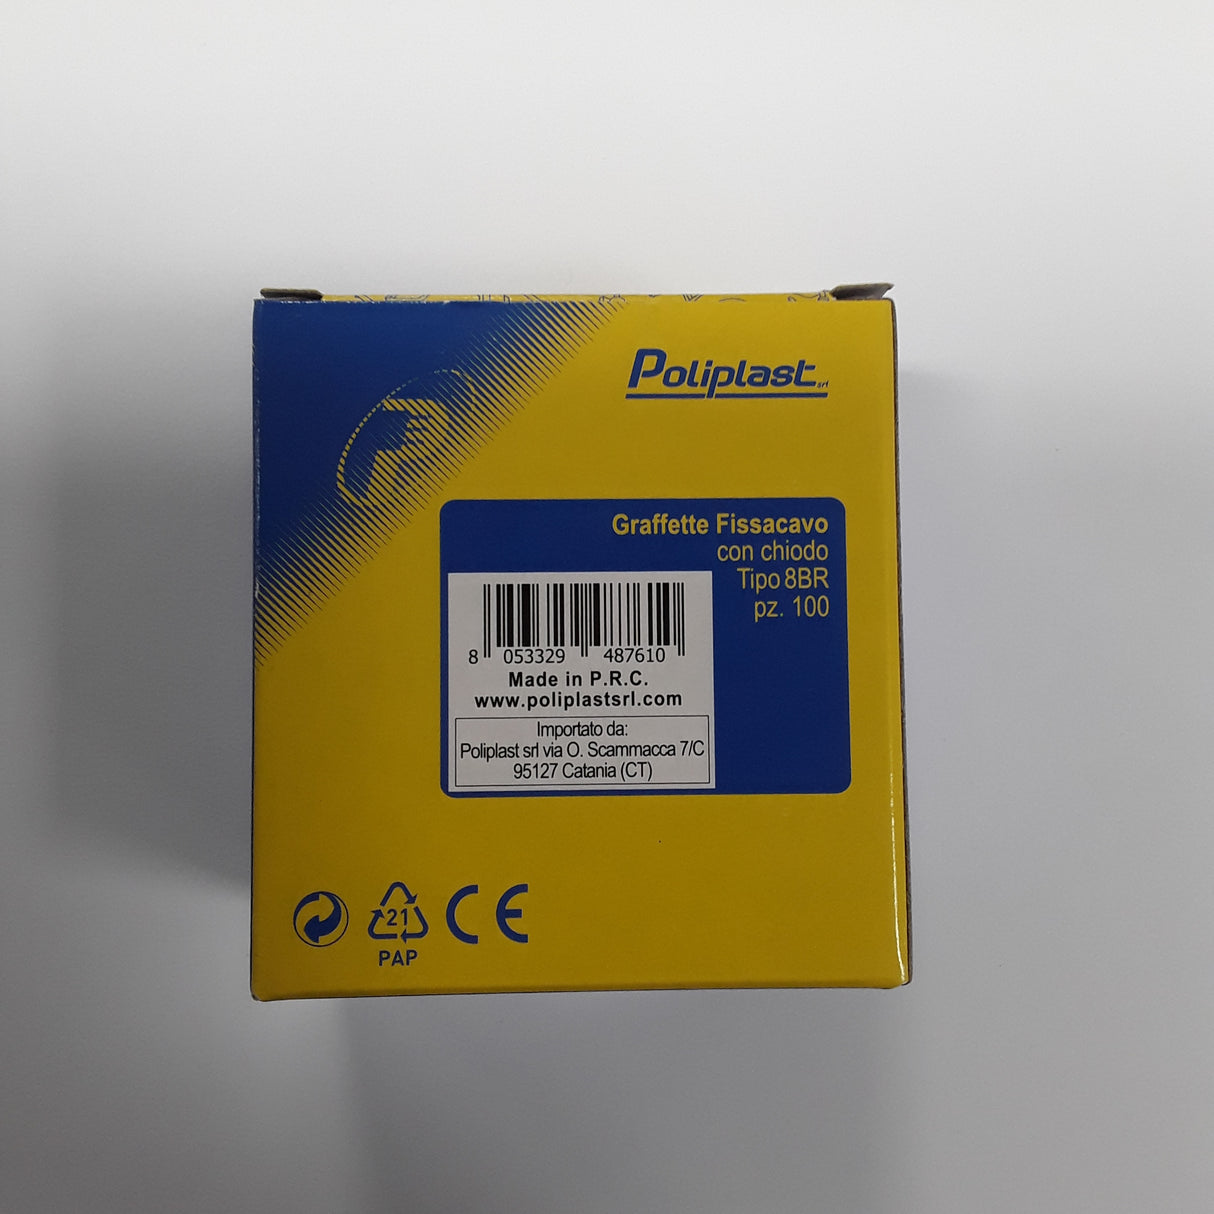 Poliplast srl
Graffette Fissacavo
con chiodo
Tipo 8BR
pz. 100
8 053329 487610
Made in P.R.C.
www.poliplastsrl.com
Importato da:
Poliplast srl via O. Scammacca 7/C
95127 Catania (CT)
21
PAP
CE